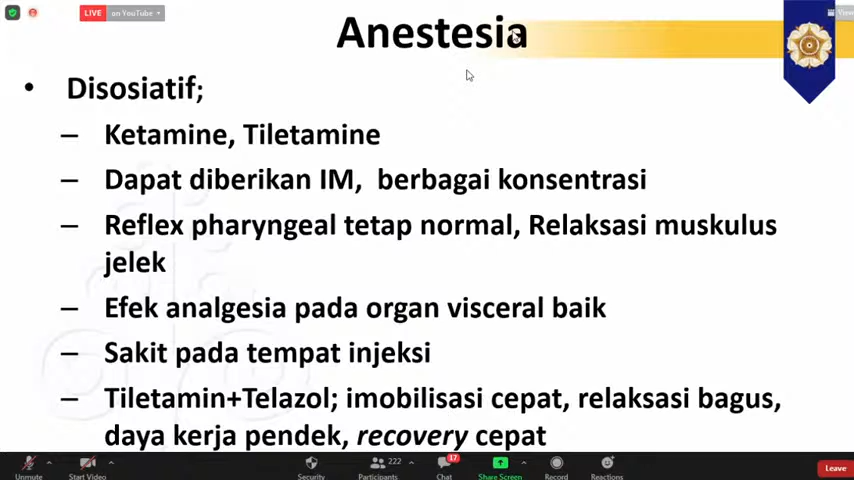 LIVE on YouTube
View
Anestesia
• Disosiatif;
– Ketamine, Tiletamine
– Dapat diberikan IM, berbagai konsentrasi
– Reflex pharyngeal tetap normal, Relaksasi muskulus
jelek
– Efek analgesia pada organ visceral baik
– Sakit pada tempat injeksi
– Tiletamin+Telazol; imobilisasi cepat, relaksasi bagus,
daya kerja pendek, recovery cepat
17
222
Unmute Start Video Security Participants Chat Share Screen Record Reactions Leave